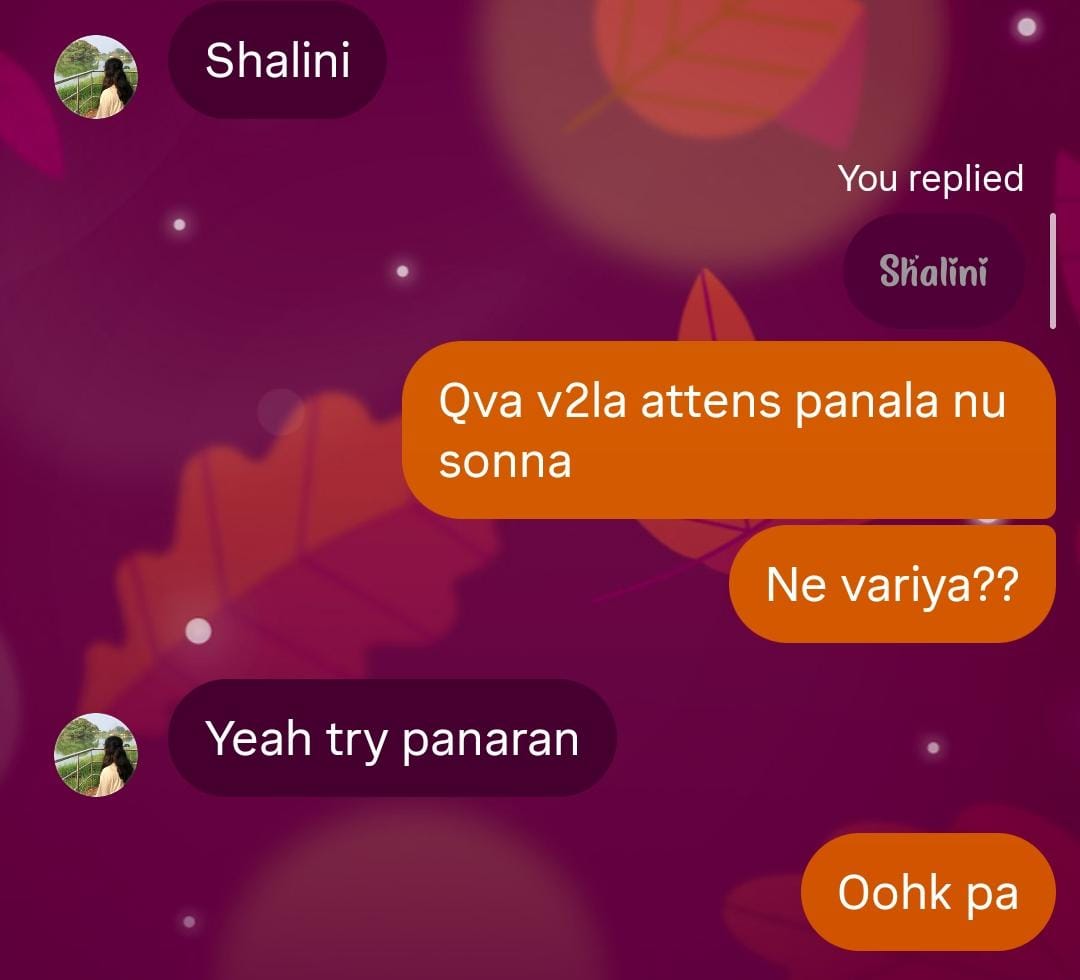 Shalini
You replied
Shalini
Qva v2la attens panala nu
sonna
Ne variya??
Yeah try panaran
Oohk pa